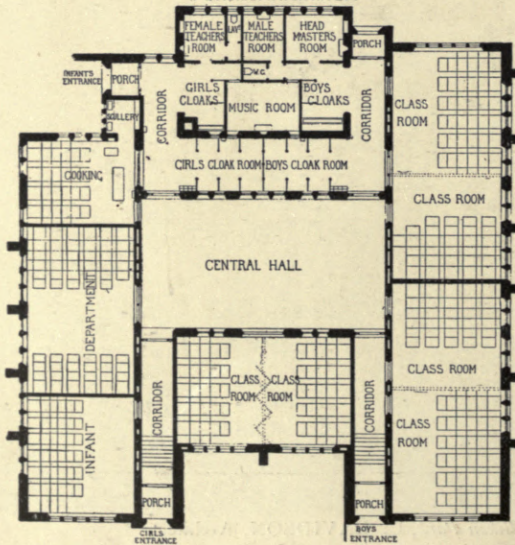 FEMALE
TEACHERS
ROOM
LAV
MALE
TEACHERS
ROOM
HEAD
MASTERS
ROOM
PORCH
INFANTS
ENTRANCE
PORCH
W.C.
GIRLS
CLOAKS
MUSIC ROOM
BOYS
CLOAKS
CORRIDOR
CORRIDOR
CLASS
ROOM
GALLERY
GIRLS CLOAK ROOM
BOYS CLOAK ROOM
COOKING
CLASS ROOM
CENTRAL HALL
DEPARTMENT
INFANT
CORRIDOR
CLASS
ROOM
CLASS
ROOM
CORRIDOR
CLASS ROOM
CLASS
ROOM
PORCH
PORCH
GIRLS
ENTRANCE
BOYS
ENTRANCE